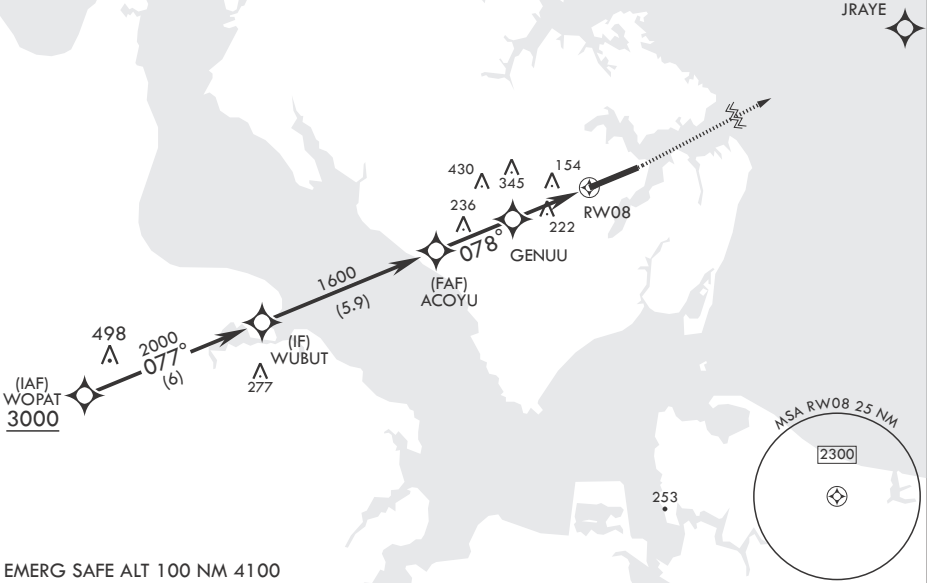 JRAYE
430
345
154
236
222
RW08
078°
GENUU
1600
(5.9)
(FAF)
ACOYU
498
2000
077°
(6)
(IF)
WUBUT
277
(IAF)
WOPAT
3000
MSA RW08 25 NM
2300
253
EMERG SAFE ALT 100 NM 4100